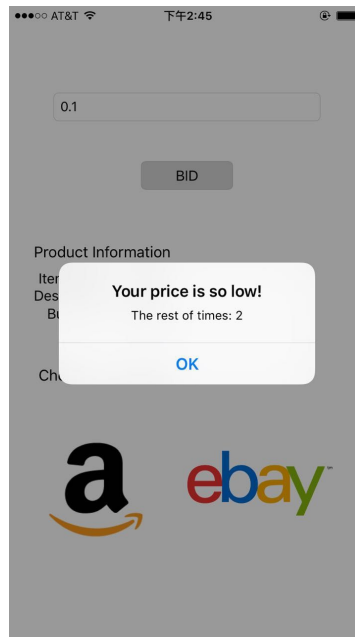 AT&T 下午2:45
0.1
BID
Product Information
Your price is so low!
The rest of times: 2
OK
a
ebay